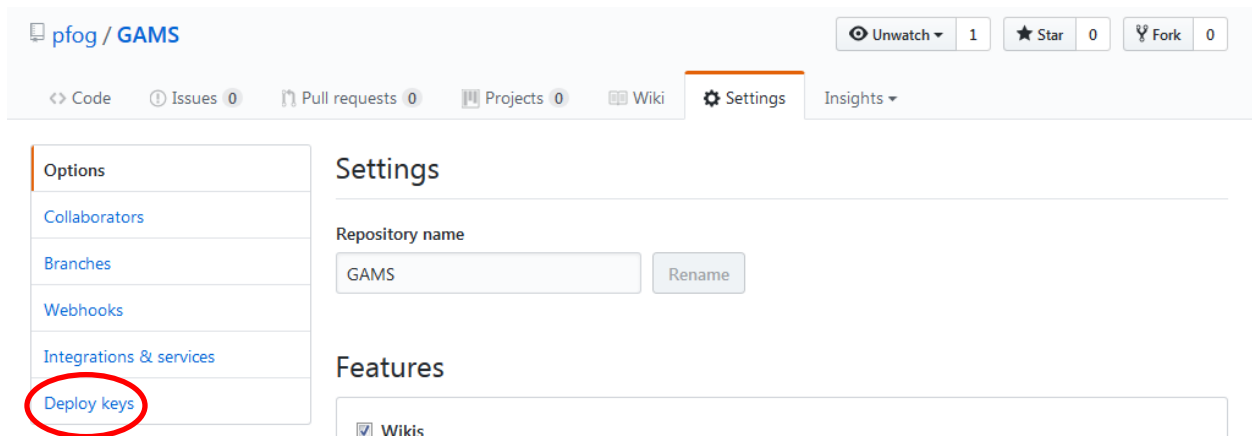 pfog / GAMS
Unwatch 1 Star 0 Fork 0
<> Code Issues 0 Pull requests 0 Projects 0 Wiki Settings Insights
Options
Collaborators
Branches
Webhooks
Integrations & services
Deploy keys
Settings
Repository name
GAMS Rename
Features
Wikis